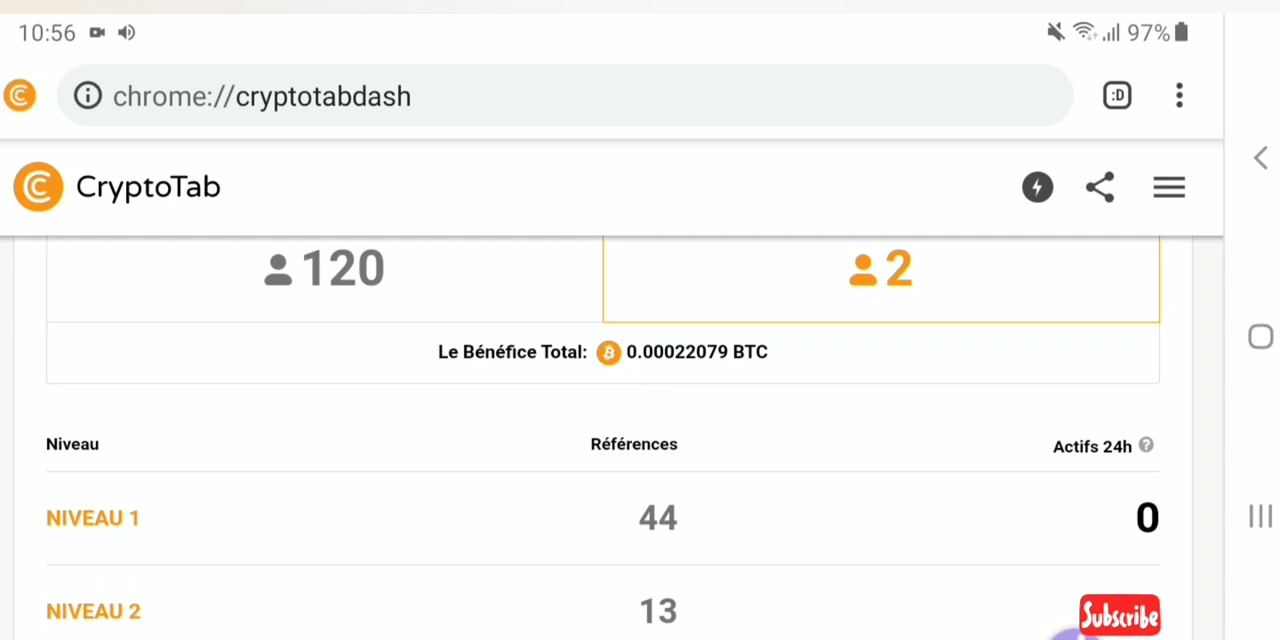 10:56 97%
:D
chrome://cryptotabdash
CryptoTab
120 2
Le Bénéfice Total: 0.00022079 BTC
Niveau Références Actifs 24h ?
NIVEAU 1 44 0
NIVEAU 2 13
Subscribe